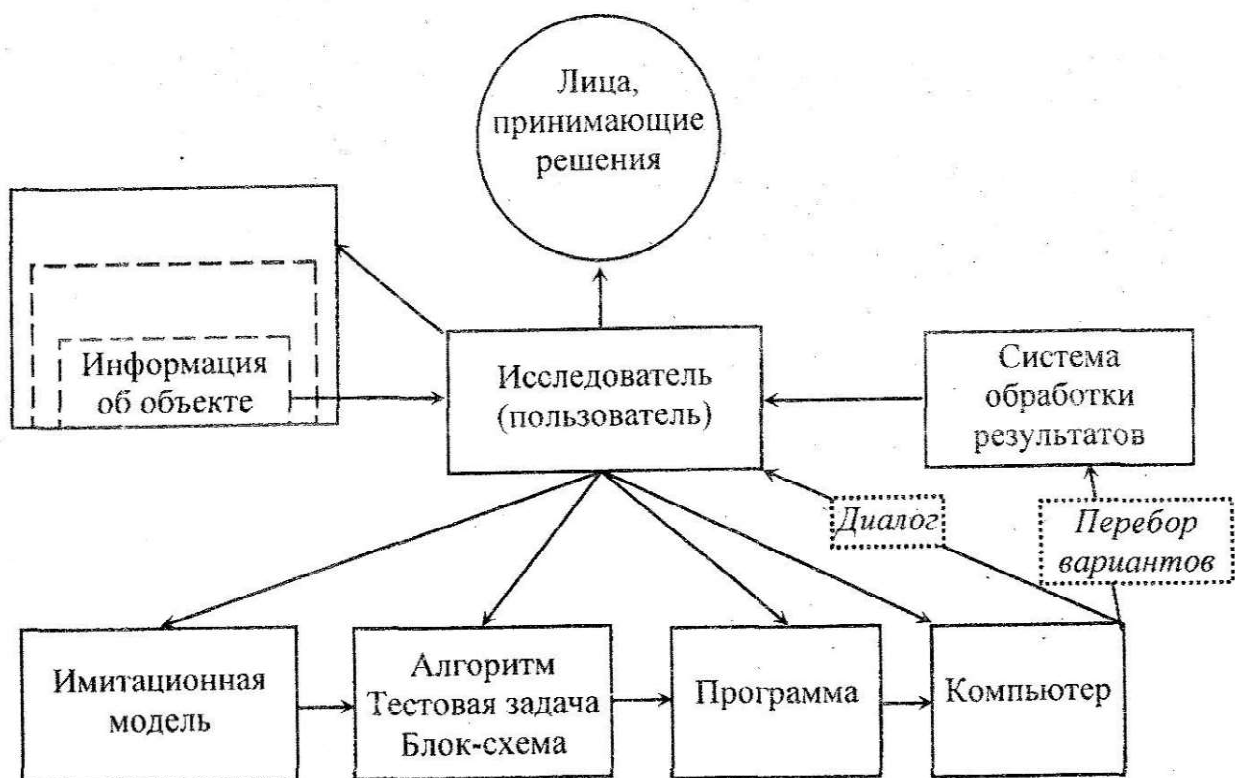 Лица,
принимающие
решения
Информация
об объекте
Исследователь
(пользователь)
Система
обработки
результатов
Диалог
Перебор
вариантов
Имитационная
модель
Алгоритм
Тестовая задача
Блок-схема
Программа
Компьютер